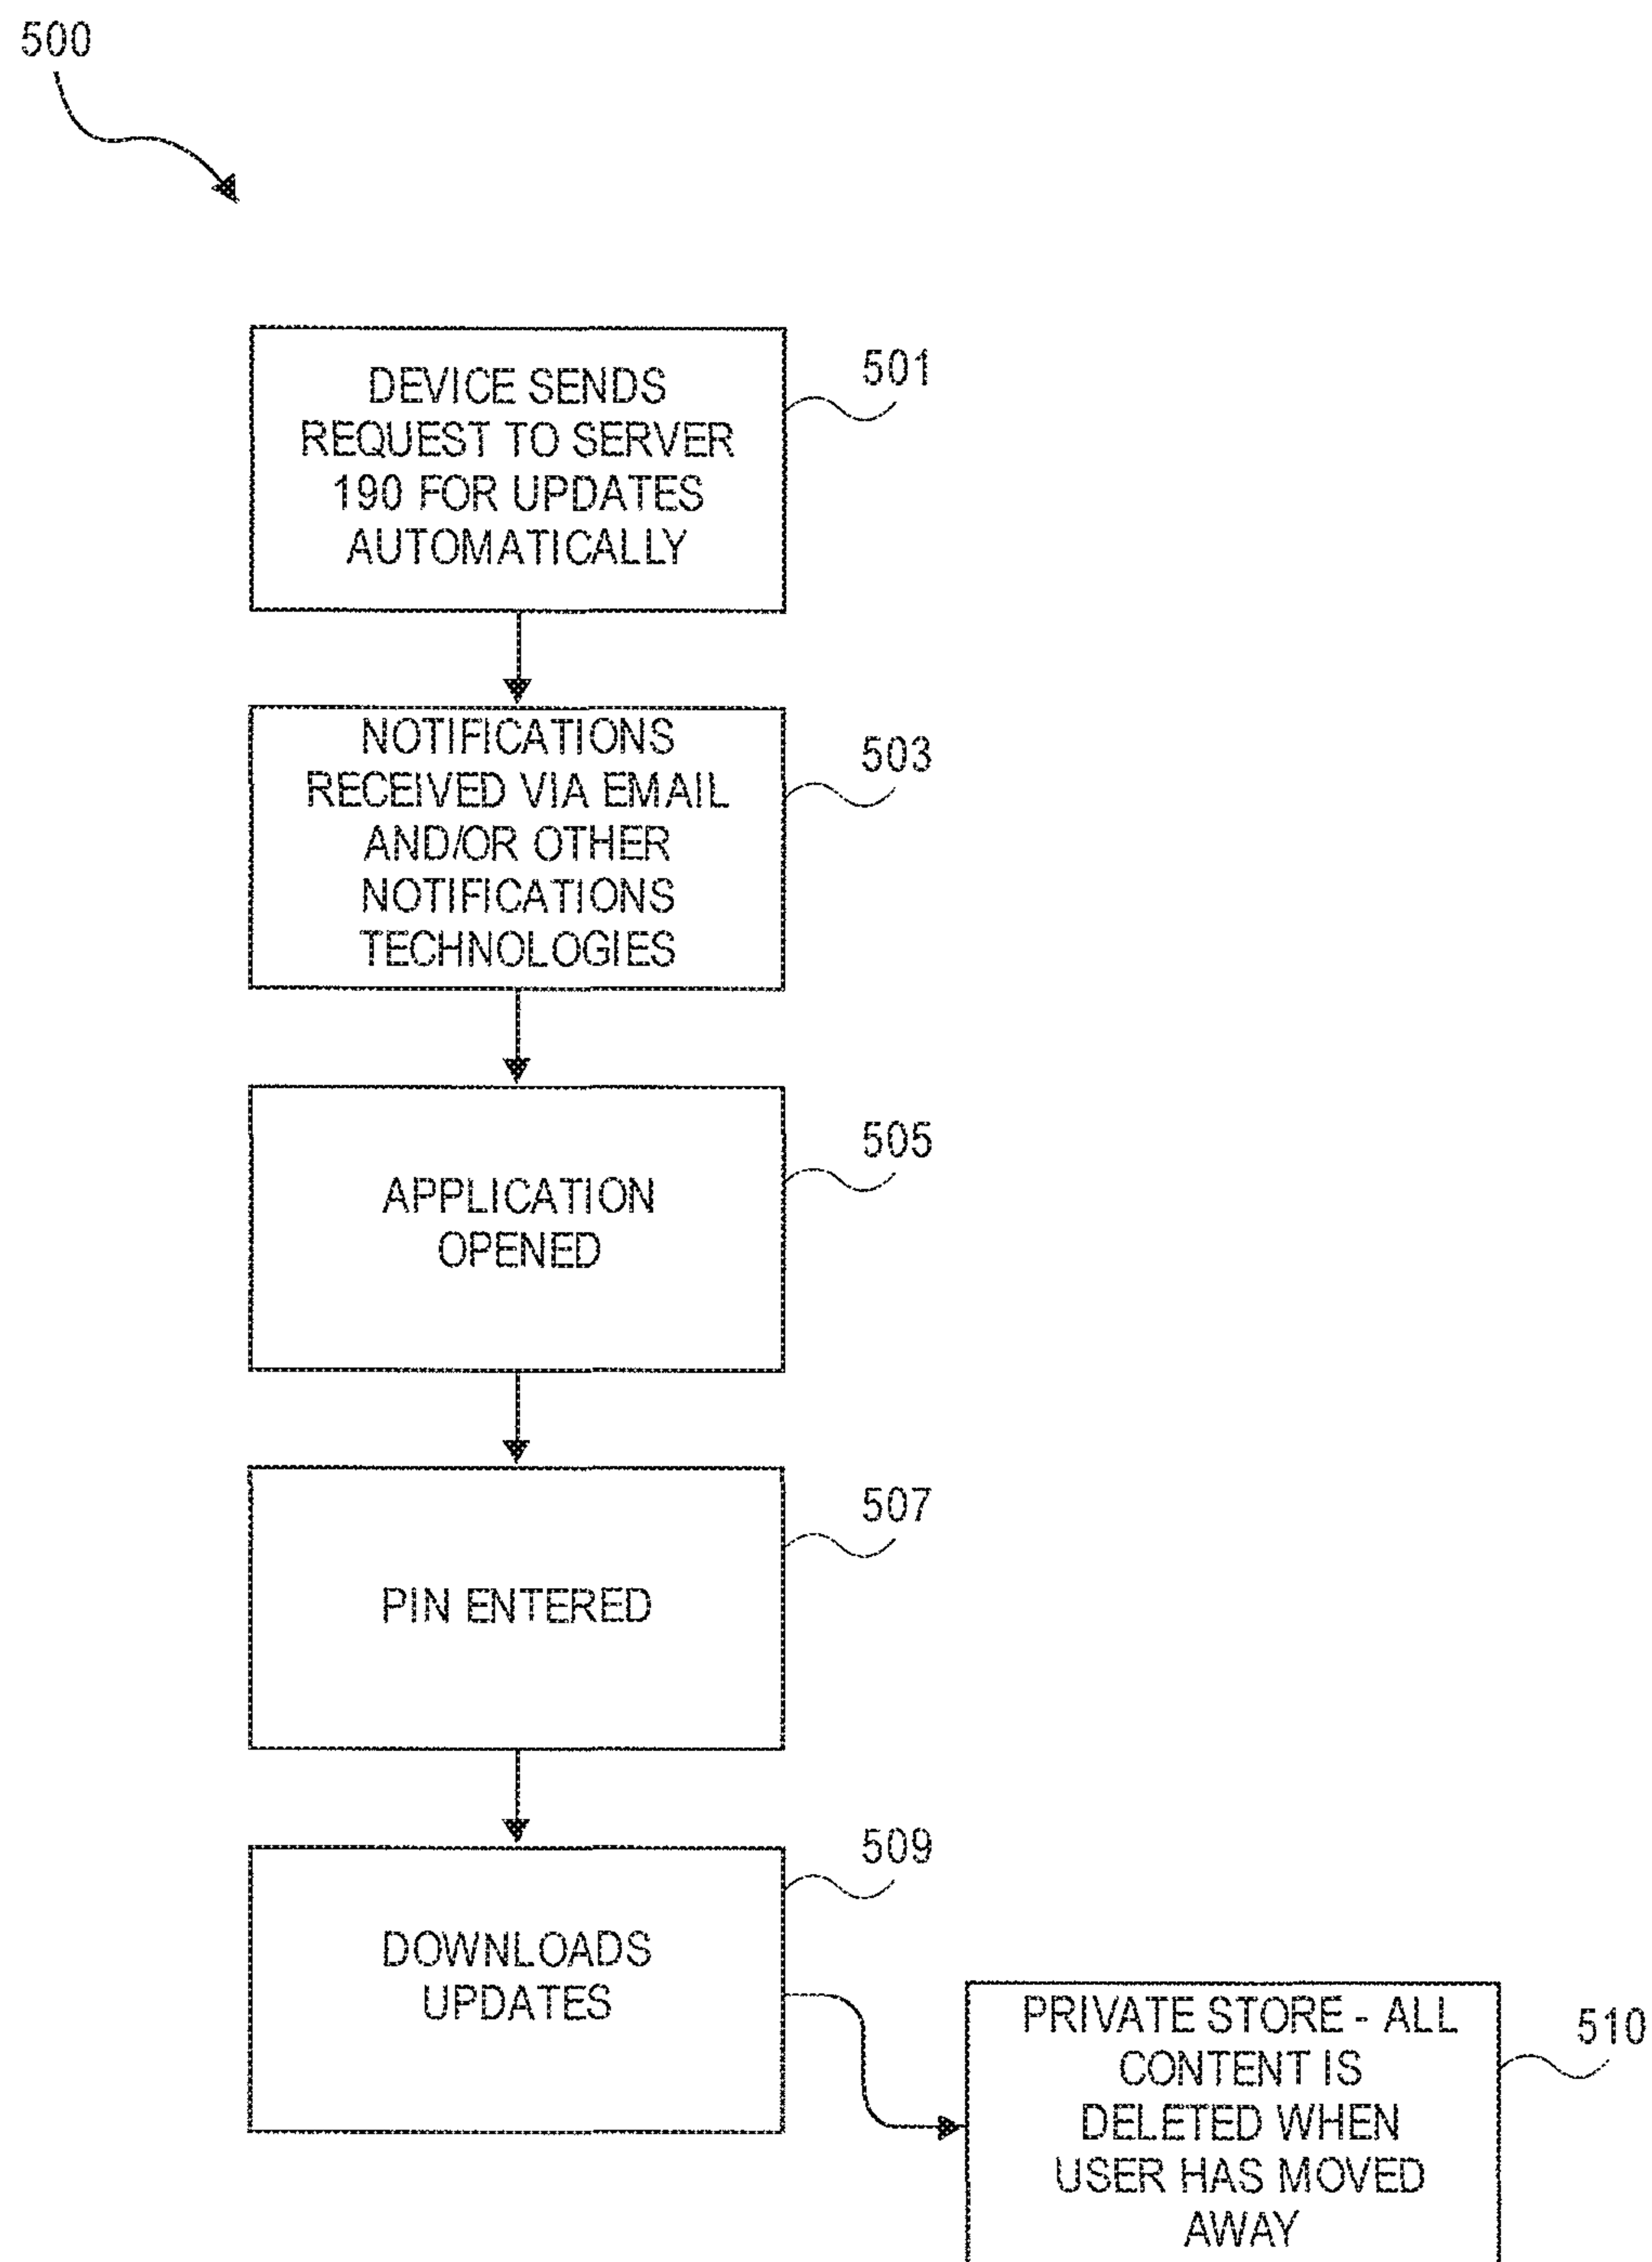 500
DEVICE SENDS
REQUEST TO SERVER
190 FOR UPDATES
AUTOMATICALLY
501
NOTIFICATIONS
RECEIVED VIA EMAIL
AND/OR OTHER
NOTIFICATIONS
TECHNOLOGIES
503
APPLICATION
OPENED
505
PIN ENTERED
507
DOWNLOADS
UPDATES
509
PRIVATE STORE - ALL
CONTENT IS
DELETED WHEN
USER HAS MOVED
AWAY
510